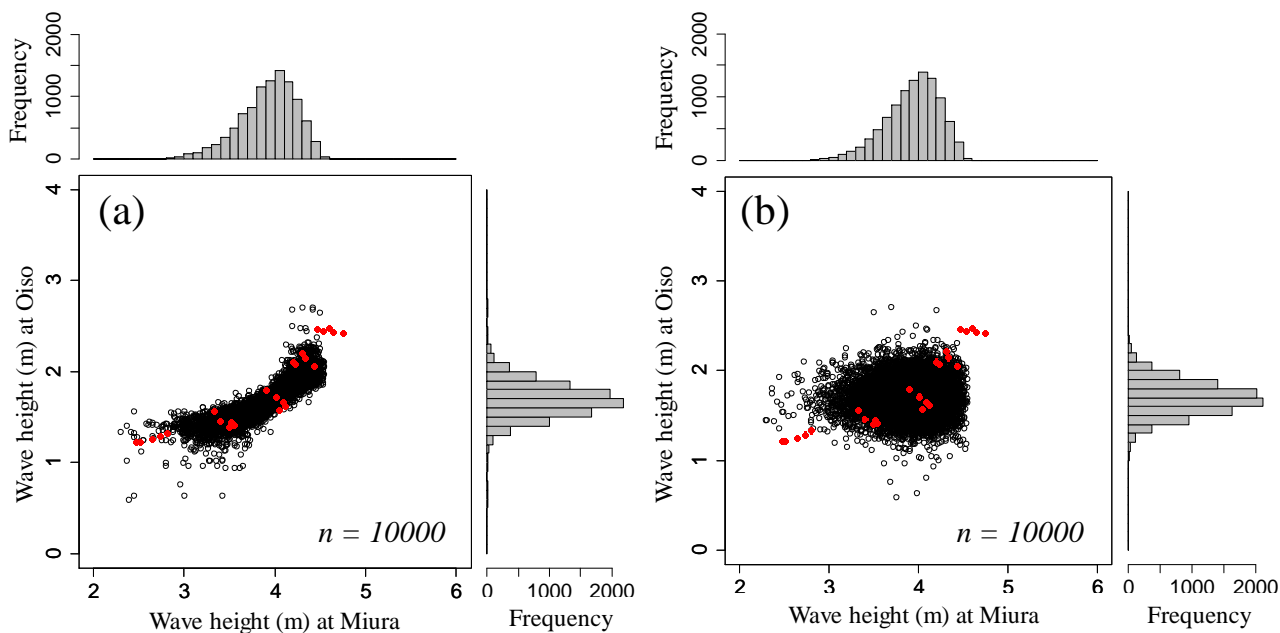 Frequency
0 1000 2000
(a)
Wave height (m) at Oiso
0 1 2 3 4
n = 10000
2 3 4 5 6
Wave height (m) at Miura
0 1000 2000
Frequency
Frequency
0 1000 2000
(b)
Wave height (m) at Oiso
0 1 2 3 4
n = 10000
2 3 4 5 6
Wave height (m) at Miura
0 1000 2000
Frequency